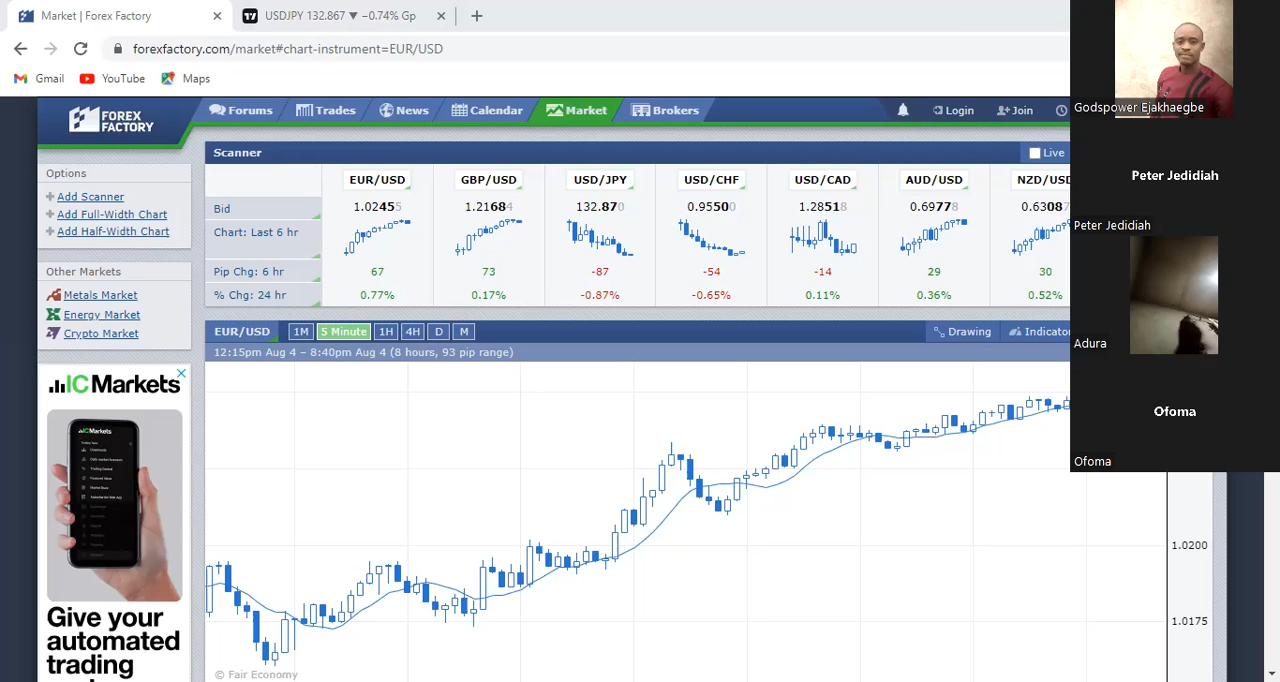 Market | Forex Factory
USDJPY 132.867 ▼ −0.74% Gp
forexfactory.com/market#chart-instrument=EUR/USD
Gmail YouTube Maps
FOREX
FACTORY
Forums Trades News Calendar Market Brokers Login Join
Options
Add Scanner
Add Full-Width Chart
Add Half-Width Chart
Other Markets
Metals Market
Energy Market
Crypto Market
Scanner Live
EUR/USD GBP/USD USD/JPY USD/CHF USD/CAD AUD/USD NZD/USD
Bid 1.02455 1.21684 132.870 0.95500 1.28518 0.69778 0.63087
Chart: Last 6 hr
Pip Chg: 6 hr 67 73 -87 -54 -14 29 30
% Chg: 24 hr 0.77% 0.17% -0.87% -0.65% 0.11% 0.36% 0.52%
EUR/USD 1M 5 Minute 1H 4H D M Drawing Indicato
12:15pm Aug 4 – 8:40pm Aug 4 (8 hours, 93 pip range)
1.0200
1.0175
© Fair Economy
IC Markets
IC Markets
Give your
automated
trading
Godspower Ejakhaegbe
Peter Jedidiah
Peter Jedidiah
Adura
Ofoma
Ofoma